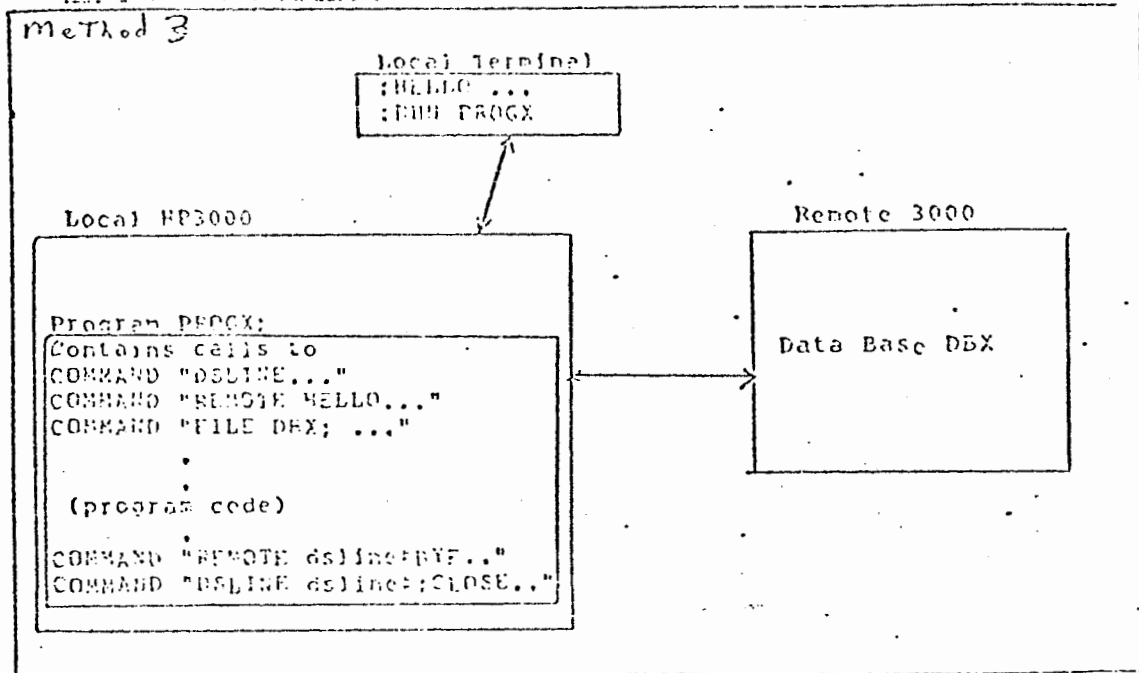 Method 3
Local Terminal
:HELLO ...
:RUN PROGX
Local HP3000
Remote 3000
Program PROGX;
Contains calls to
COMMAND "DSLINE..."
COMMAND "REMOTE HELLO..."
COMMAND "FILE DBX; ..."
Data Base DBX
(program code)
COMMAND "REMOTE dsline#BYE.."
COMMAND "DSLINE dsline#;CLOSE.."